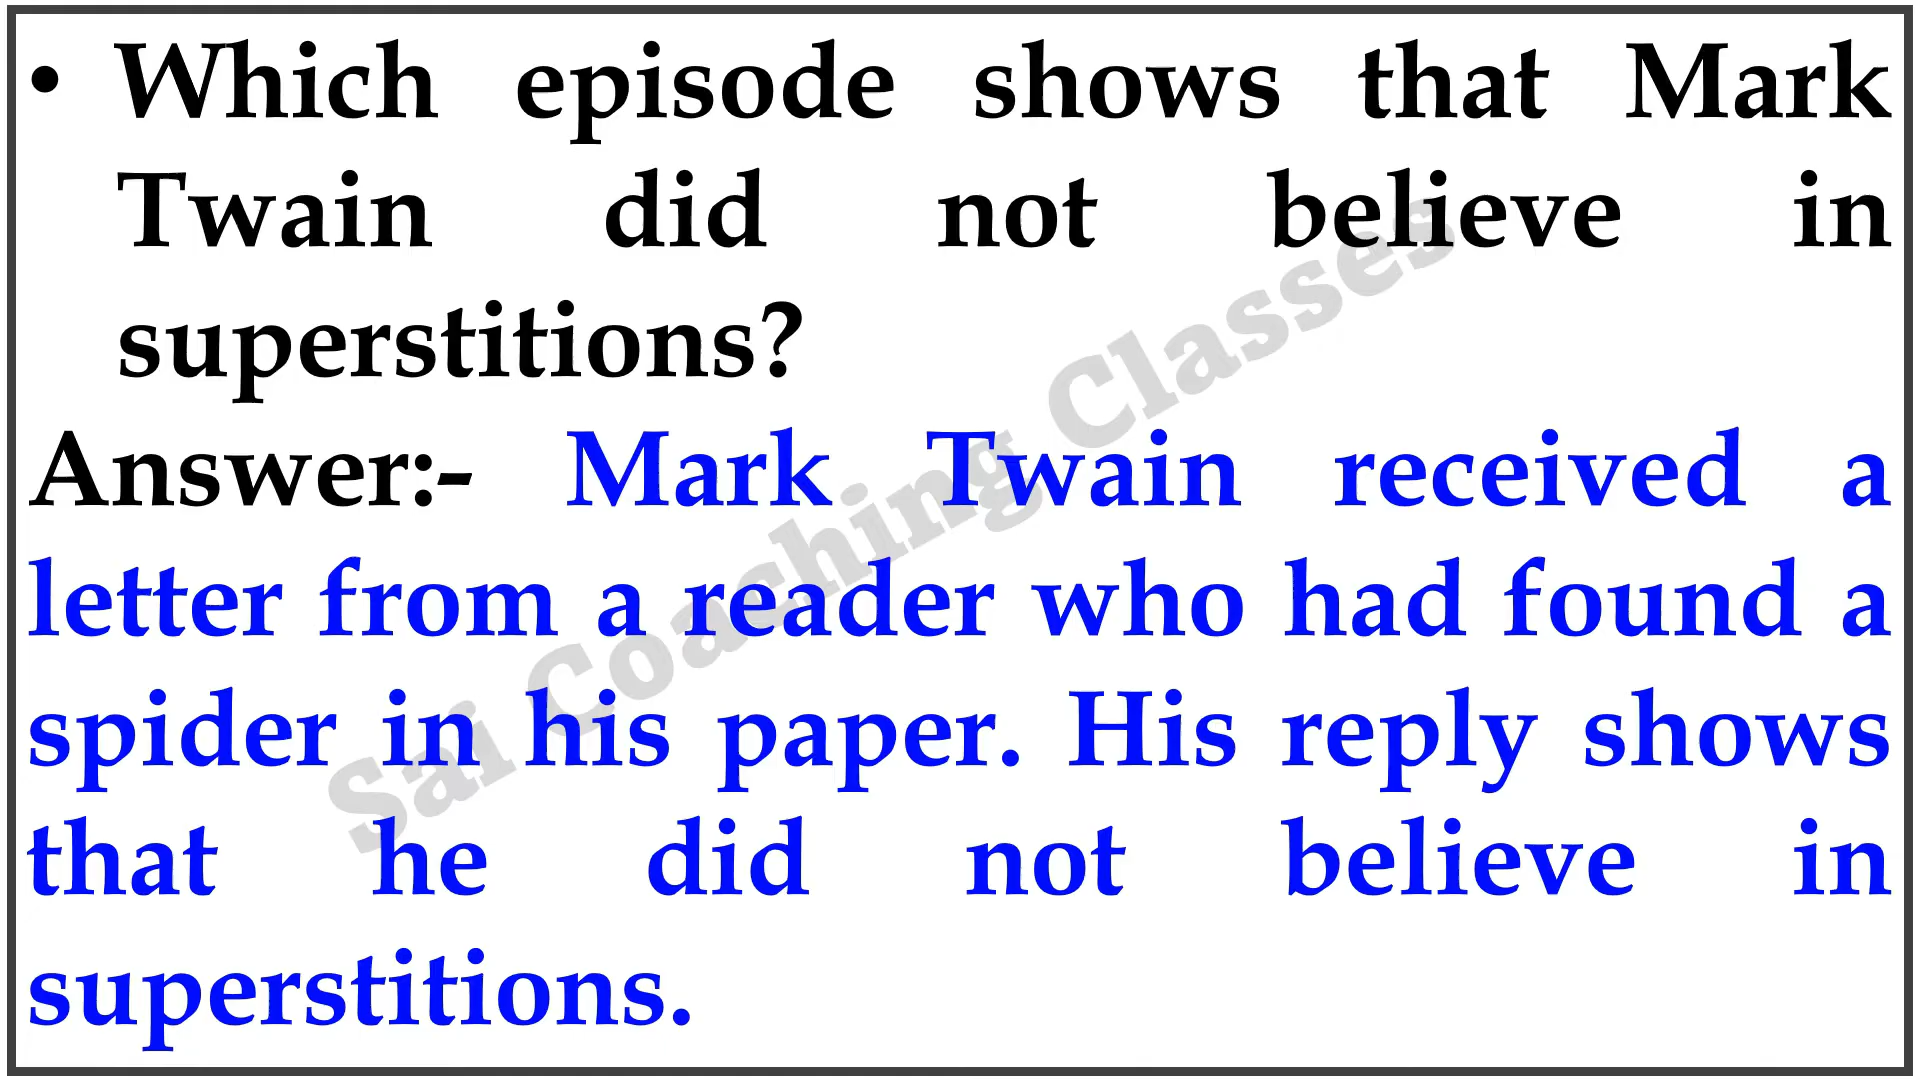 • Which episode shows that Mark
Twain did not believe in
superstitions?
Answer:- Mark Twain received a
letter from a reader who had found a
spider in his paper. His reply shows
that he did not believe in
superstitions.
Sai Coaching Classes